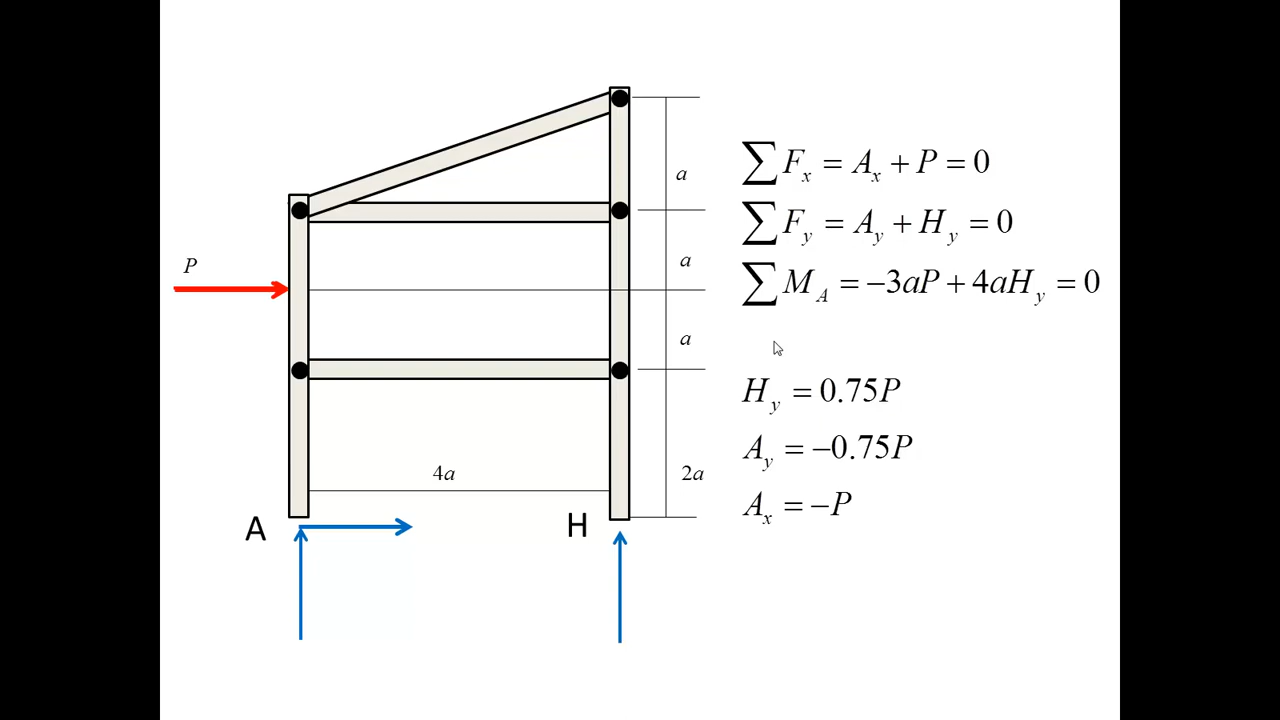 P
a
a
a
4a
2a
A
H
∑ F_x = A_x + P = 0
∑ F_y = A_y + H_y = 0
∑ M_A = −3aP + 4aH_y = 0
H_y = 0.75P
A_y = −0.75P
A_x = −P